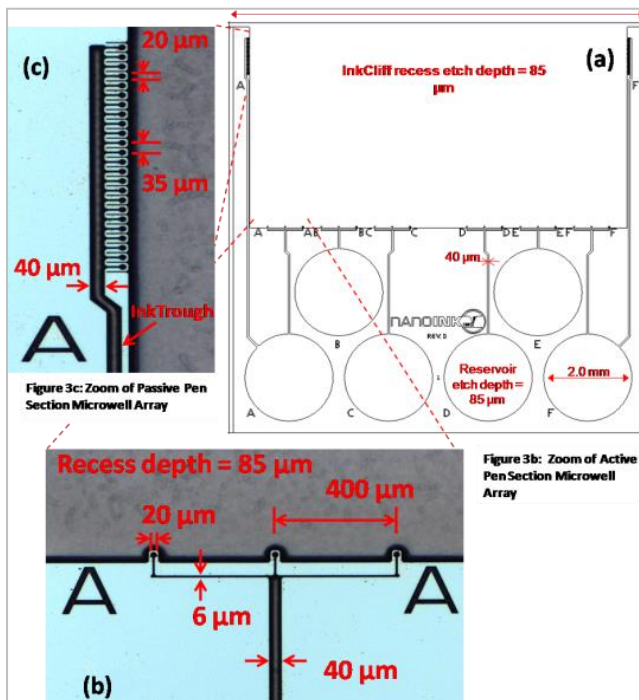 (c)
20
µm
35
µm
40 µm
InkTrough
A
Figure 3c: Zoom of Passive Pen
Section Microwell Array
(a)
InkCliff recess etch depth = 85
µm
A
F
A
AB
BC
C
D
DE
EF
F
40 µm
B
E
NANOINK
REV. D
Reservoir
etch depth =
85 µm
2.0 mm
A
C
D
F
Figure 3b: Zoom of Active
Pen Section Microwell
Array
Recess depth = 85 µm
400 µm
20
µm
A
A
6
µm
40 µm
(b)